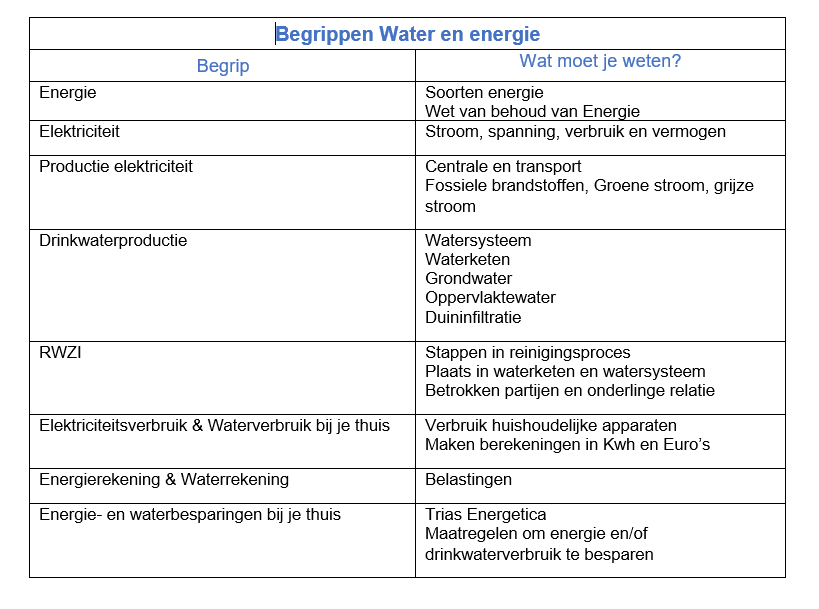 Begrippen Water en energie
Begrip
Wat moet je weten?
Energie
Soorten energie
Wet van behoud van Energie
Elektriciteit
Stroom, spanning, verbruik en vermogen
Productie elektriciteit
Centrale en transport
Fossiele brandstoffen, Groene stroom, grijze
stroom
Drinkwaterproductie
Watersysteem
Waterketen
Grondwater
Oppervlaktewater
Duininfiltratie
RWZI
Stappen in reinigingsproces
Plaats in waterketen en watersysteem
Betrokken partijen en onderlinge relatie
Elektriciteitsverbruik & Waterverbruik bij je thuis
Verbruik huishoudelijke apparaten
Maken berekeningen in Kwh en Euro’s
Energierekening & Waterrekening
Belastingen
Energie- en waterbesparingen bij je thuis
Trias Energetica
Maatregelen om energie en/of
drinkwaterverbruik te besparen